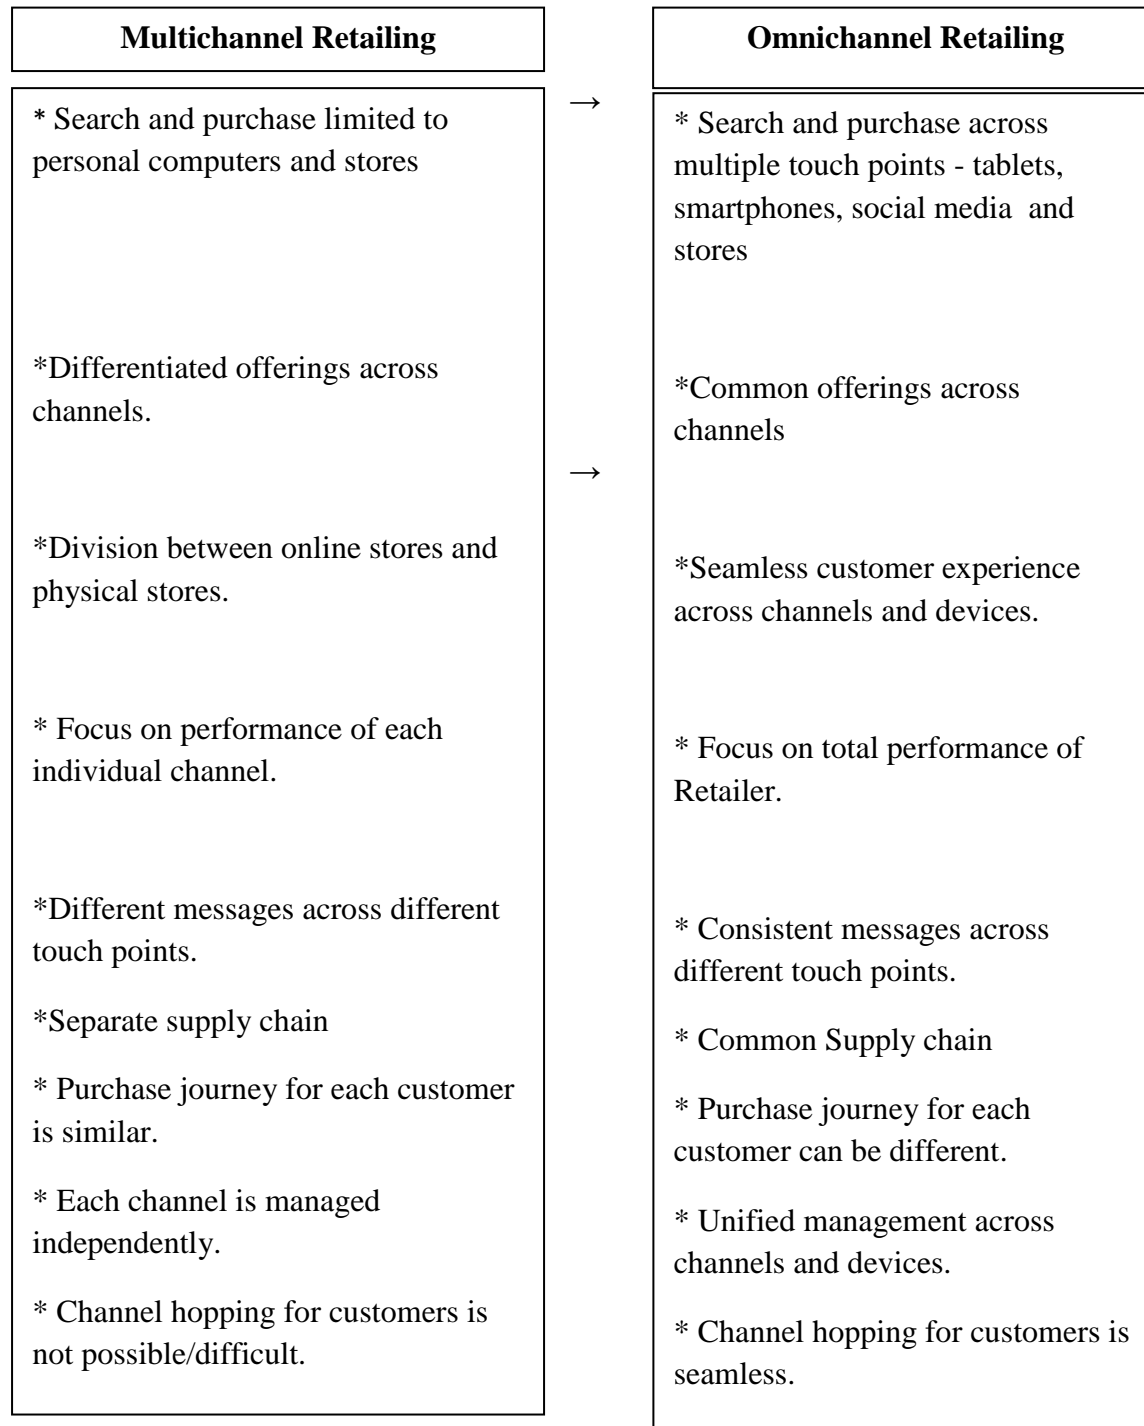 Multichannel Retailing
* Search and purchase limited to
personal computers and stores
*Differentiated offerings across
channels.
*Division between online stores and
physical stores.
* Focus on performance of each
individual channel.
*Different messages across different
touch points.
*Separate supply chain
* Purchase journey for each customer
is similar.
* Each channel is managed
independently.
* Channel hopping for customers is
not possible/difficult.
→
→
Omnichannel Retailing
* Search and purchase across
multiple touch points - tablets,
smartphones, social media  and
stores
*Common offerings across
channels
*Seamless customer experience
across channels and devices.
* Focus on total performance of
Retailer.
* Consistent messages across
different touch points.
* Common Supply chain
* Purchase journey for each
customer can be different.
* Unified management across
channels and devices.
* Channel hopping for customers is
seamless.